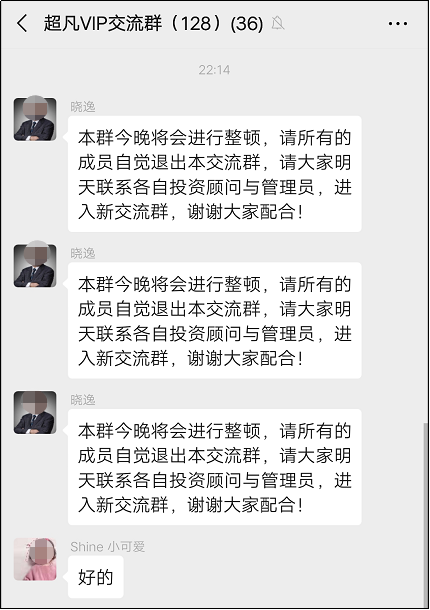 超凡VIP交流群（128）(36)
22:14
晓逸
本群今晚将会进行整顿，请所有的
成员自觉退出本交流群，请大家明
天联系各自投资顾问与管理员，进
入新交流群，谢谢大家配合！
晓逸
本群今晚将会进行整顿，请所有的
成员自觉退出本交流群，请大家明
天联系各自投资顾问与管理员，进
入新交流群，谢谢大家配合！
晓逸
本群今晚将会进行整顿，请所有的
成员自觉退出本交流群，请大家明
天联系各自投资顾问与管理员，进
入新交流群，谢谢大家配合！
Shine 小可爱
好的